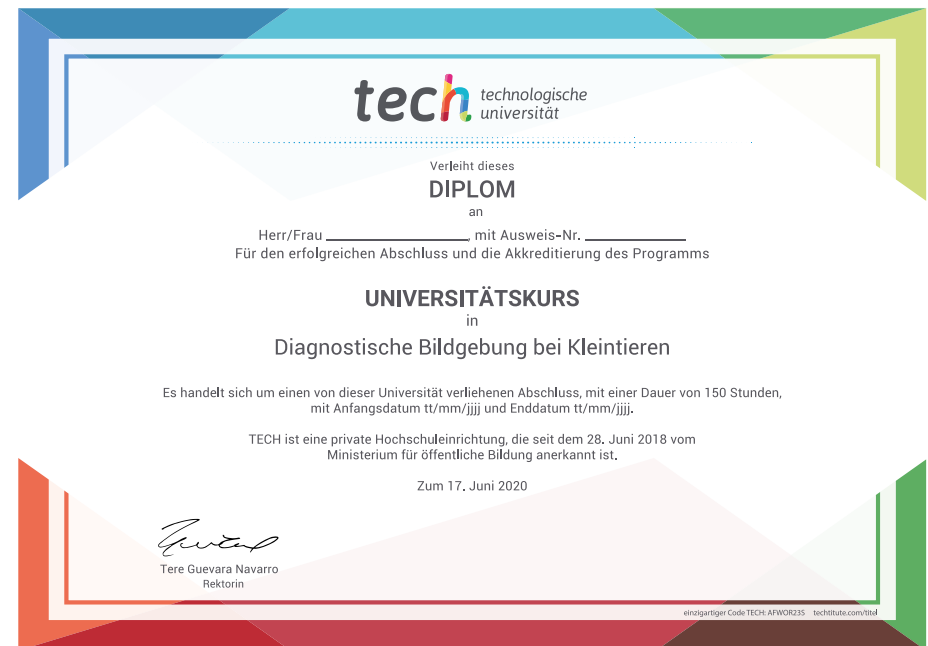 tech technologische
universität
Verleiht dieses
DIPLOM
an
Herr/Frau ____________, mit Ausweis-Nr. ____________
Für den erfolgreichen Abschluss und die Akkreditierung des Programms
UNIVERSITÄTSKURS
in
Diagnostische Bildgebung bei Kleintieren
Es handelt sich um einen von dieser Universität verliehenen Abschluss, mit einer Dauer von 150 Stunden,
mit Anfangsdatum tt/mm/jjjj und Enddatum tt/mm/jjjj.
TECH ist eine private Hochschuleinrichtung, die seit dem 28. Juni 2018 vom
Ministerium für öffentliche Bildung anerkannt ist.
Zum 17. Juni 2020
Tere Guevara Navarro
Rektorin
einzigartiger Code TECH: AFWOR23S techtitute.com/titel